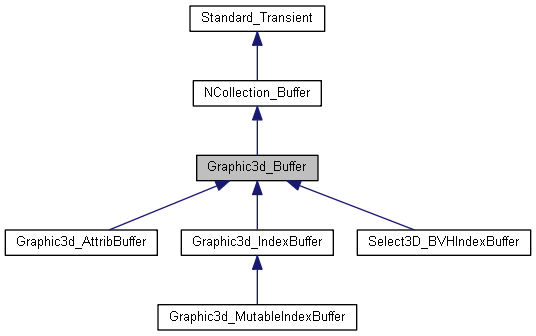 Standard_Transient
NCollection_Buffer
Graphic3d_Buffer
Graphic3d_AttribBuffer
Graphic3d_IndexBuffer
Select3D_BVHIndexBuffer
Graphic3d_MutableIndexBuffer